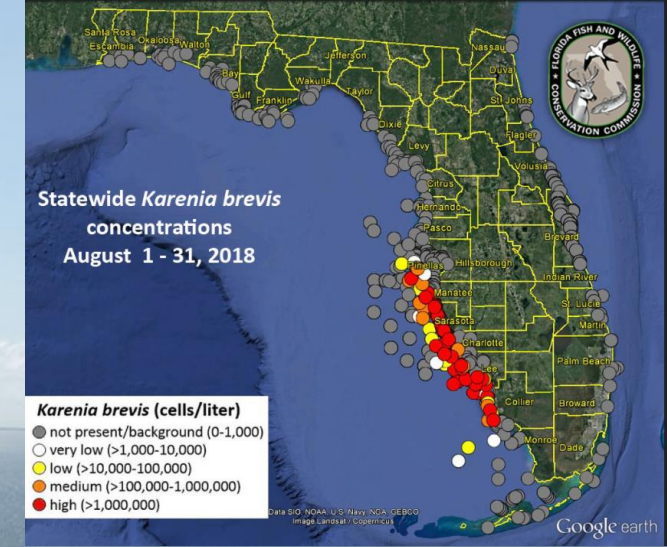 Santa Rosa
Okaloosa
Walton
Escambia
Bay
Gulf
Franklin
Wakulla
Jefferson
Taylor
Nassau
Duval
St. Johns
Dixie
Flagler
Levy
Volusia
Citrus
Hernando
Pasco
Brevard
Pinellas
Hillsborough
Indian River
Manatee
St. Lucie
Sarasota
Martin
Charlotte
Lee
Palm Beach
Collier
Broward
Monroe
Dade
FLORIDA FISH AND WILDLIFE
CONSERVATION COMMISSION
Statewide Karenia brevis
concentrations
August 1 - 31, 2018
Karenia brevis (cells/liter)
not present/background (0-1,000)
very low (>1,000-10,000)
low (>10,000-100,000)
medium (>100,000-1,000,000)
high (>1,000,000)
Data SIO, NOAA, U.S. Navy, NGA, GEBCO
Image Landsat / Copernicus
Google earth